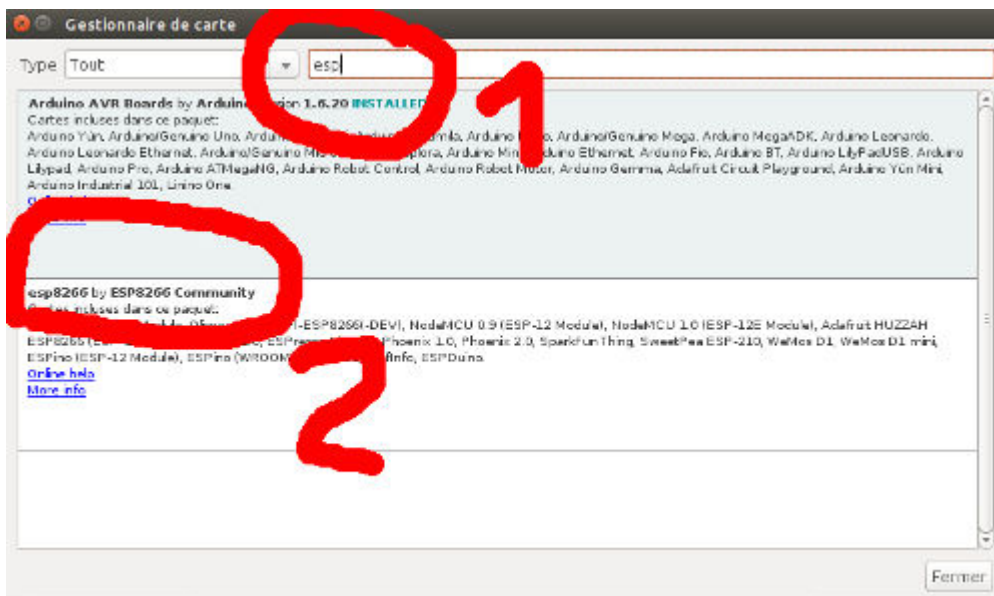 Gestionnaire de carte
Type Tout esp
1
Arduino AVR Boards by Arduino 1.6.20 INSTALLED
Cartes incluses dans ce paquet:
Arduino Yún, Arduino/Genuino Uno, Arduino/Genuino Mega, Arduino MegaADK, Arduino Leonardo,
Arduino Leonardo Ethernet, Arduino/Genuino Arduino Ethernet, Arduino Fio, Arduino BT, Arduino LilyPadUSB, Arduino
Lilypad, Arduino Pro, Arduino ATMegaNG, Arduino Robot Control, Arduino Robot Motor, Arduino Gemma, Adafruit Circuit Playground, Arduino Yún Mini,
Arduino Industrial 101, Linino One.
esp8266 by ESP8266 Community
Cartes incluses dans ce paquet:
-ESP8266(-DEV), NodeMCU 0.9 (ESP-12 Module), NodeMCU 1.0 (ESP-12E Module), Adafruit HUZZAH
ESP8266 Phoenix 1.0, Phoenix 2.0, SparkFun Thing, SweetPea ESP-210, WeMos D1, WeMos D1 mini,
ESPino (ESP-12 Module), ESPino ESPDuino.
Online help
More info
2
Fermer